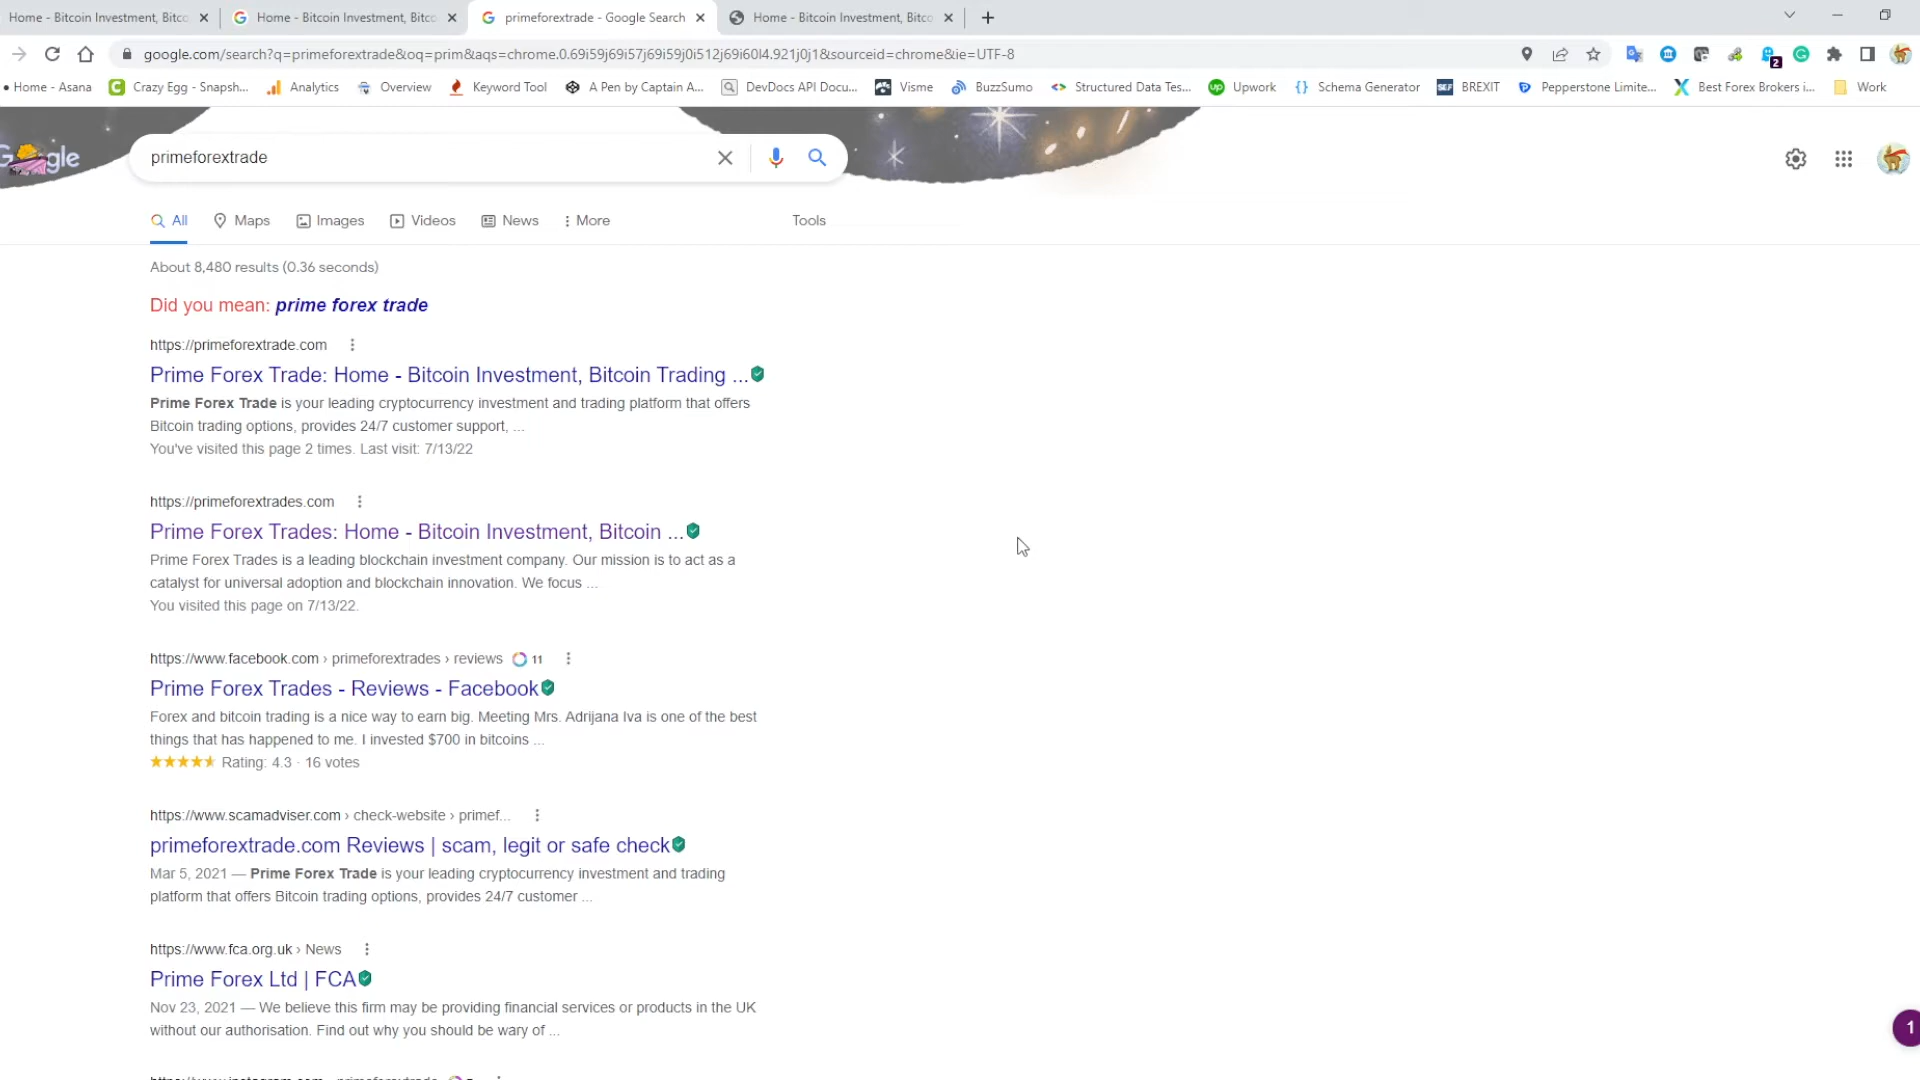 Home - Bitcoin Investment, Bitco
Home - Bitcoin Investment, Bitco
primeforextrade - Google Search
Home - Bitcoin Investment, Bitco
google.com/search?q=primeforextrade&oq=prim&aqs=chrome.0.69i59j69i57j69i59j0i512j69i60l4.921j0j1&sourceid=chrome&ie=UTF-8
2
Home - Asana
Crazy Egg - Snapsh...
Analytics
Overview
Keyword Tool
A Pen by Captain A...
DevDocs API Docu...
Visme
BuzzSumo
Structured Data Tes...
Upwork
Schema Generator
BREXIT
Pepperstone Limite...
Best Forex Brokers i...
Work
primeforextrade
All
Maps
Images
Videos
News
More
Tools
About 8,480 results (0.36 seconds)
Did you mean: prime forex trade
https://primeforextrade.com
Prime Forex Trade: Home - Bitcoin Investment, Bitcoin Trading ...
Prime Forex Trade is your leading cryptocurrency investment and trading platform that offers
Bitcoin trading options, provides 24/7 customer support, ...
You've visited this page 2 times. Last visit: 7/13/22
https://primeforextrades.com
Prime Forex Trades: Home - Bitcoin Investment, Bitcoin ...
Prime Forex Trades is a leading blockchain investment company. Our mission is to act as a
catalyst for universal adoption and blockchain innovation. We focus ...
You visited this page on 7/13/22.
https://www.facebook.com › primeforextrades › reviews 11
Prime Forex Trades - Reviews - Facebook
Forex and bitcoin trading is a nice way to earn big. Meeting Mrs. Adrijana Iva is one of the best
things that has happened to me. I invested $700 in bitcoins ...
Rating: 4.3 · 16 votes
https://www.scamadviser.com › check-website › primef...
primeforextrade.com Reviews | scam, legit or safe check
Mar 5, 2021 — Prime Forex Trade is your leading cryptocurrency investment and trading
platform that offers Bitcoin trading options, provides 24/7 customer ...
https://www.fca.org.uk › News
Prime Forex Ltd | FCA
Nov 23, 2021 — We believe this firm may be providing financial services or products in the UK
without our authorisation. Find out why you should be wary of ...
1